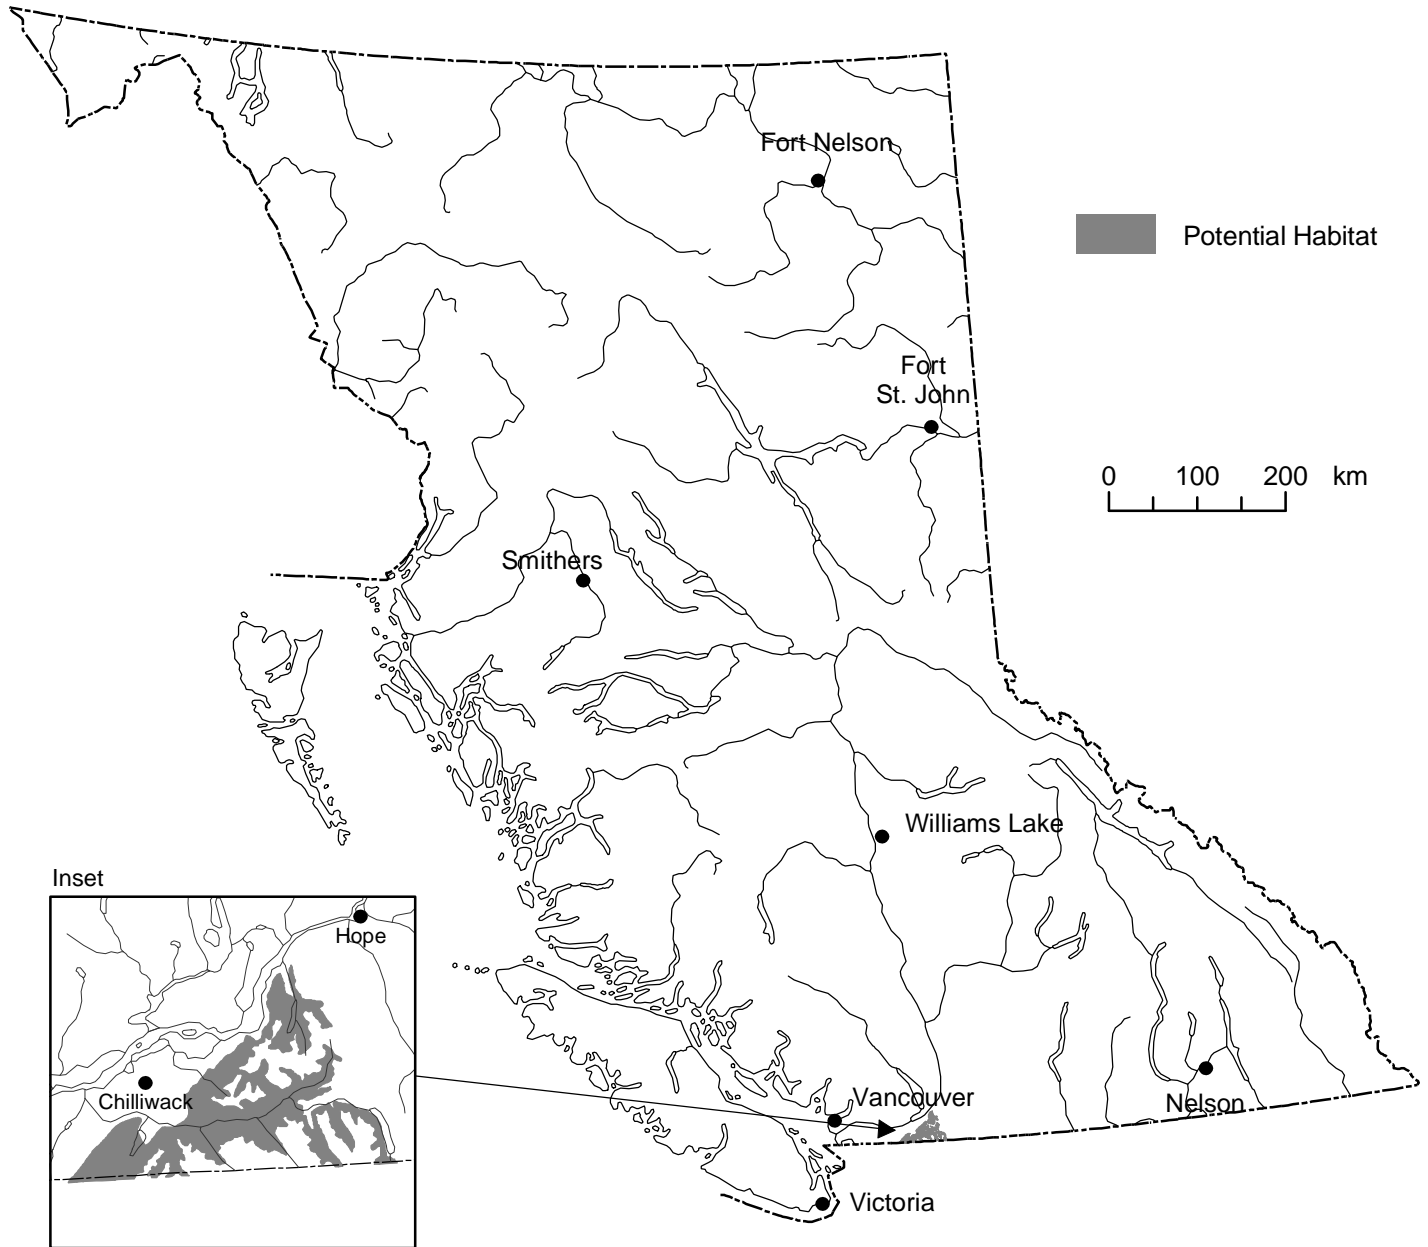 Fort Nelson
Potential Habitat
Fort
St. John
0 100 200 km
Smithers
Williams Lake
Inset
Hope
Chilliwack
Vancouver
Nelson
Victoria